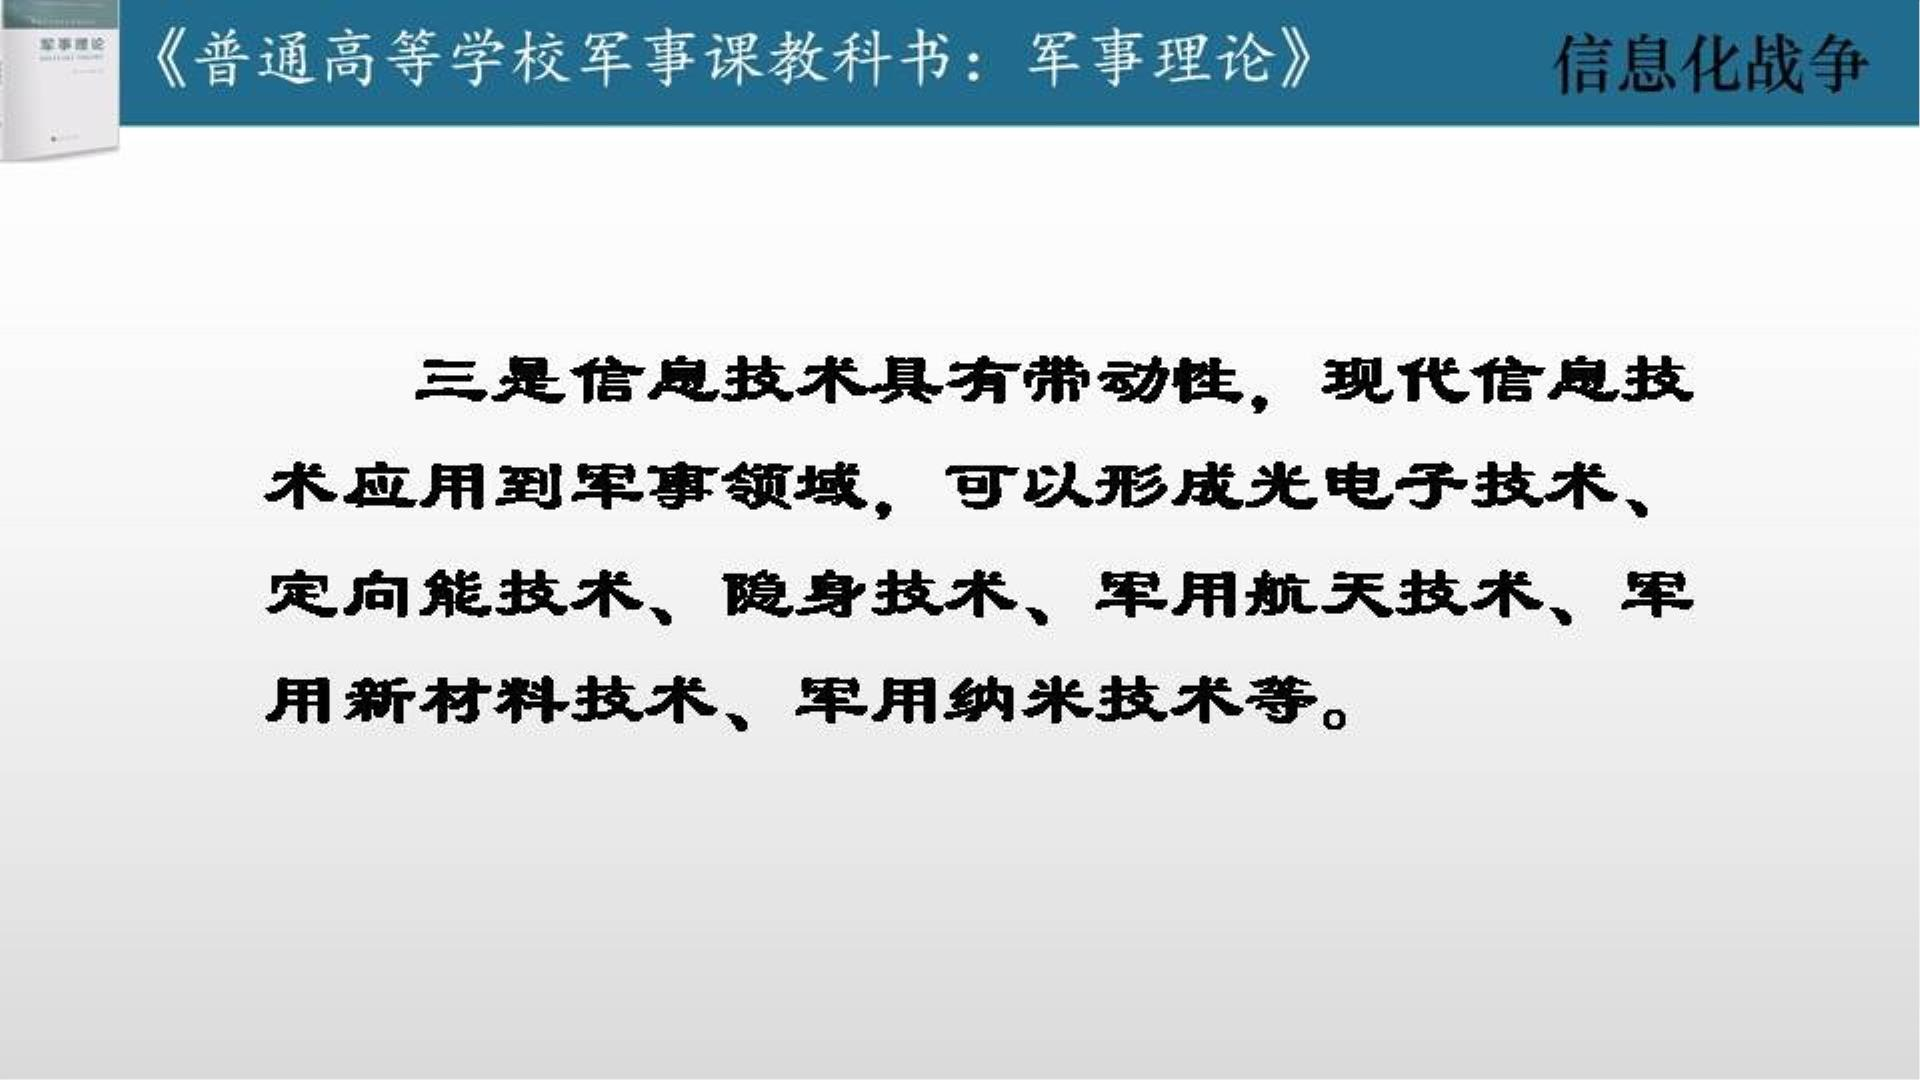 军事理论
《普通高等学校军事课教科书：军事理论》
信息化战争
三是信息技术具有带动性，现代信息技
术应用到军事领域，可以形成光电子技术、
定向能技术、隐身技术、军用航天技术、军
用新材料技术、军用纳米技术等。